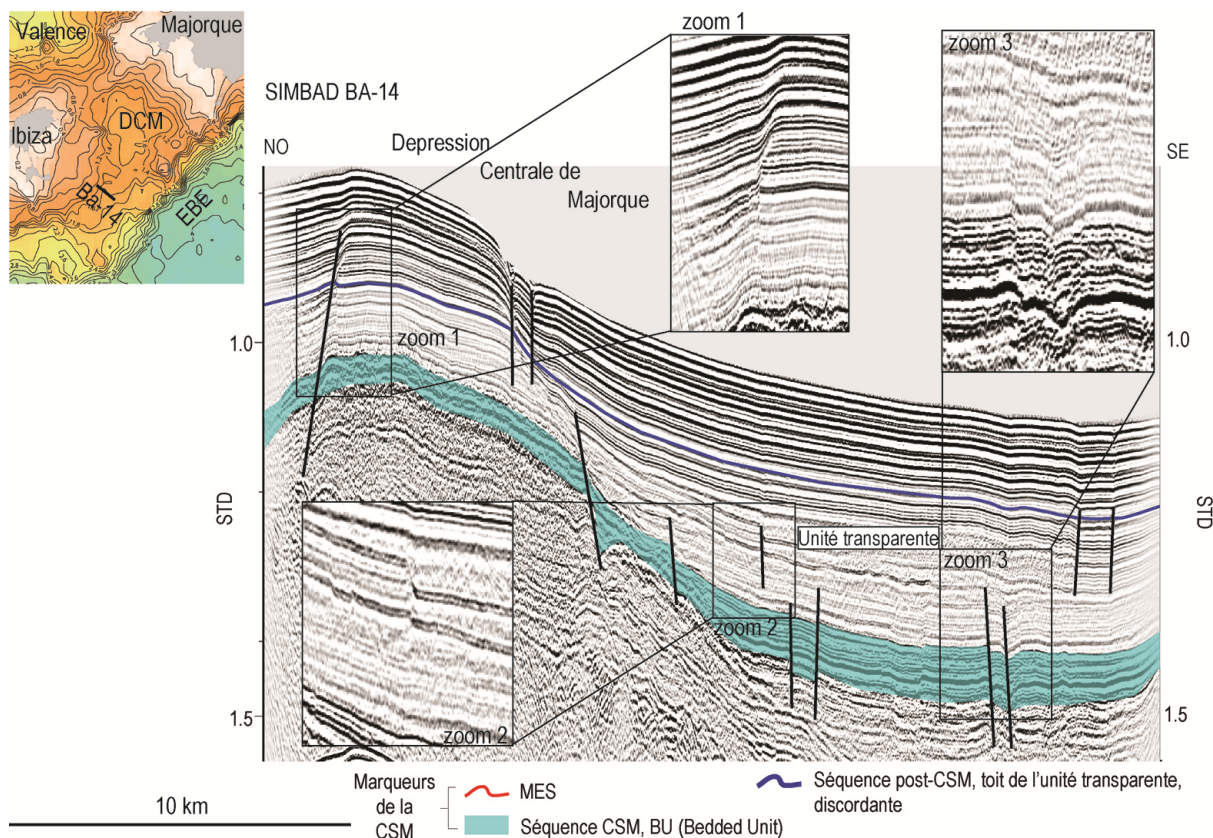 Valence
Majorque
Ibiza
DCM
Ba-14
EBE
SIMBAD BA-14
NO
Depression
Centrale de
Majorque
zoom 1
zoom 3
SE
1.0
1.0
zoom 1
STD
STD
Unité transparente
zoom 3
zoom 2
zoom 2
1.5
1.5
10 km
Marqueurs
de la
CSM
MES
Séquence CSM, BU (Bedded Unit)
Séquence post-CSM, toit de l'unité transparente,
discordante